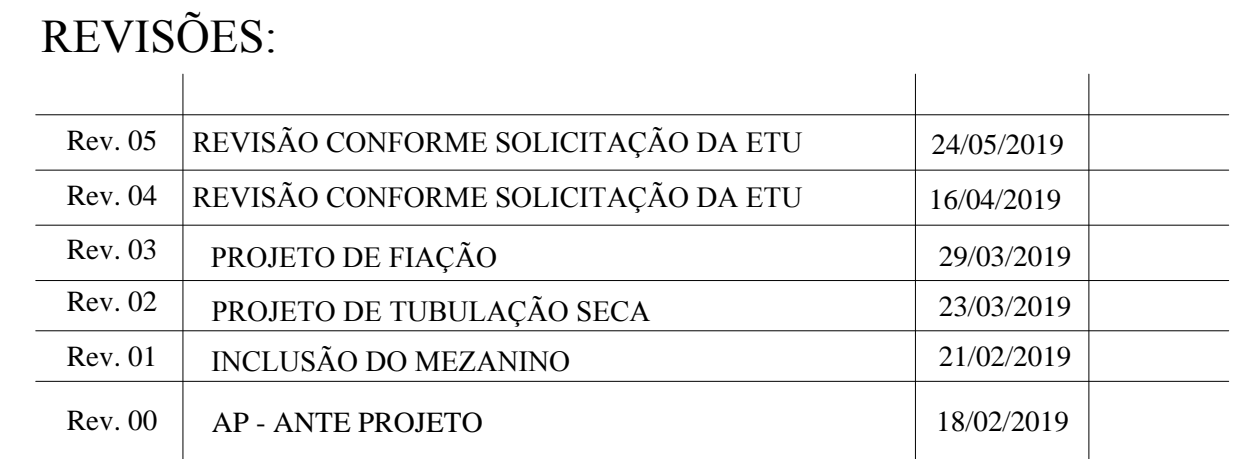 REVISÕES:
Rev. 05 REVISÃO CONFORME SOLICITAÇÃO DA ETU 24/05/2019
Rev. 04 REVISÃO CONFORME SOLICITAÇÃO DA ETU 16/04/2019
Rev. 03 PROJETO DE FIAÇÃO 29/03/2019
Rev. 02 PROJETO DE TUBULAÇÃO SECA 23/03/2019
Rev. 01 INCLUSÃO DO MEZANINO 21/02/2019
Rev. 00 AP - ANTE PROJETO 18/02/2019